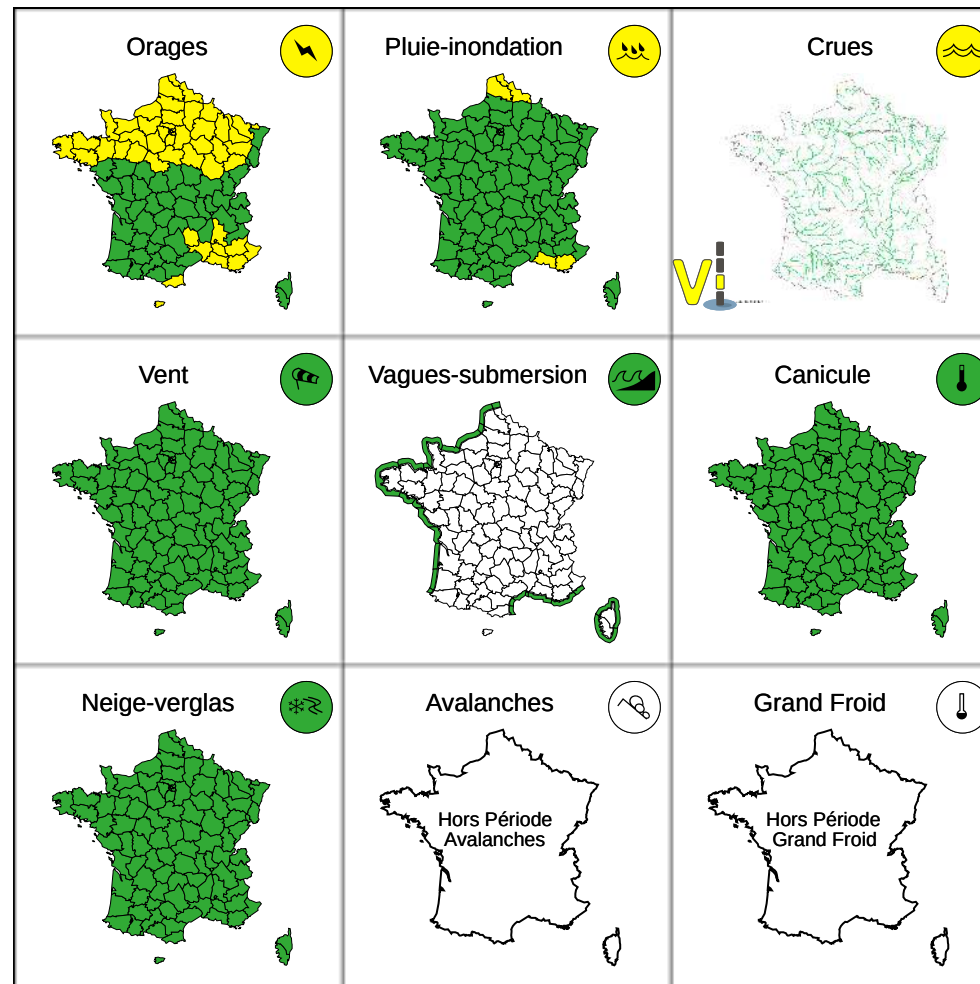 Orages
Pluie-inondation
Crues
Vi
Vent
Vagues-submersion
Canicule
Neige-verglas
Avalanches
Grand Froid
Hors Période
Avalanches
Hors Période
Grand Froid